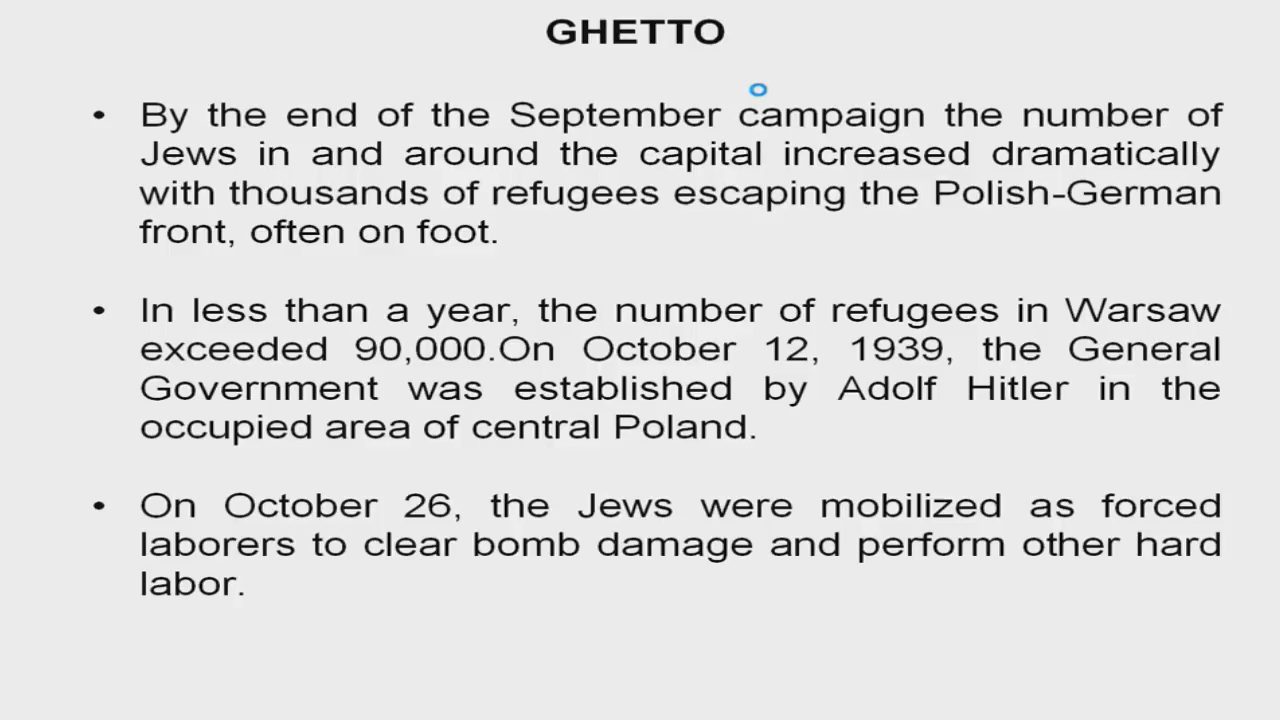 GHETTO
• By the end of the September campaign the number of
Jews in and around the capital increased dramatically
with thousands of refugees escaping the Polish-German
front, often on foot.
• In less than a year, the number of refugees in Warsaw
exceeded 90,000.On October 12, 1939, the General
Government was established by Adolf Hitler in the
occupied area of central Poland.
• On October 26, the Jews were mobilized as forced
laborers to clear bomb damage and perform other hard
labor.